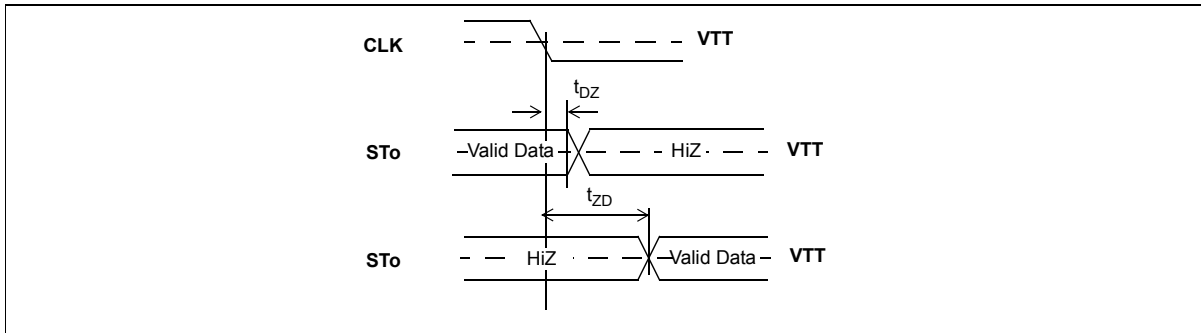 CLK VTT
tDZ
STo Valid Data HiZ VTT
tZD
STo HiZ Valid Data VTT